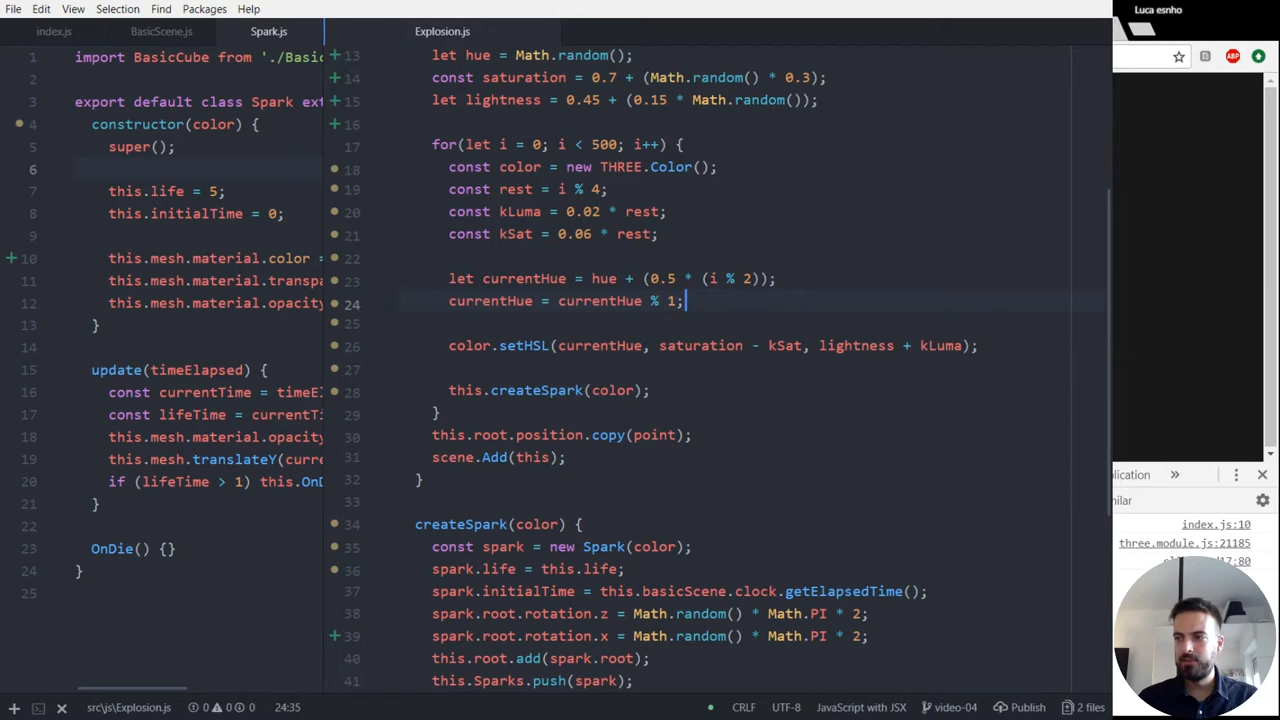 File Edit View Selection Find Packages Help
Luca esnho
index.js BasicScene.js Spark.js
1 import BasicCube from './Basic
2
3 export default class Spark ext
4 constructor(color) {
5 super();
6
7 this.life = 5;
8 this.initialTime = 0;
9
10 this.mesh.material.color =
11 this.mesh.material.transpa
12 this.mesh.material.opacity
13 }
14
15 update(timeElapsed) {
16 const currentTime = timeEl
17 const lifeTime = currentTi
18 this.mesh.material.opacity
19 this.mesh.translateY(curre
20 if (lifeTime > 1) this.OnD
21 }
22
23 OnDie() {}
24 }
25
Explosion.js
13 let hue = Math.random();
14 const saturation = 0.7 + (Math.random() * 0.3);
15 let lightness = 0.45 + (0.15 * Math.random());
16
17 for(let i = 0; i < 500; i++) {
18 const color = new THREE.Color();
19 const rest = i % 4;
20 const kLuma = 0.02 * rest;
21 const kSat = 0.06 * rest;
22
23 let currentHue = hue + (0.5 * (i % 2));
24 currentHue = currentHue % 1;
25
26 color.setHSL(currentHue, saturation - kSat, lightness + kLuma);
27
28 this.createSpark(color);
29 }
30 this.root.position.copy(point);
31 scene.Add(this);
32 }
33
34 createSpark(color) {
35 const spark = new Spark(color);
36 spark.life = this.life;
37 spark.initialTime = this.basicScene.clock.getElapsedTime();
38 spark.root.rotation.z = Math.random() * Math.PI * 2;
39 spark.root.rotation.x = Math.random() * Math.PI * 2;
40 this.root.add(spark.root);
41 this.Sparks.push(spark);
ABP
plication »
milar
index.js:10
three.module.js:21185
17:80
src\js\Explosion.js 0 0 0 24:35 CRLF UTF-8 JavaScript with JSX video-04 Publish 2 files